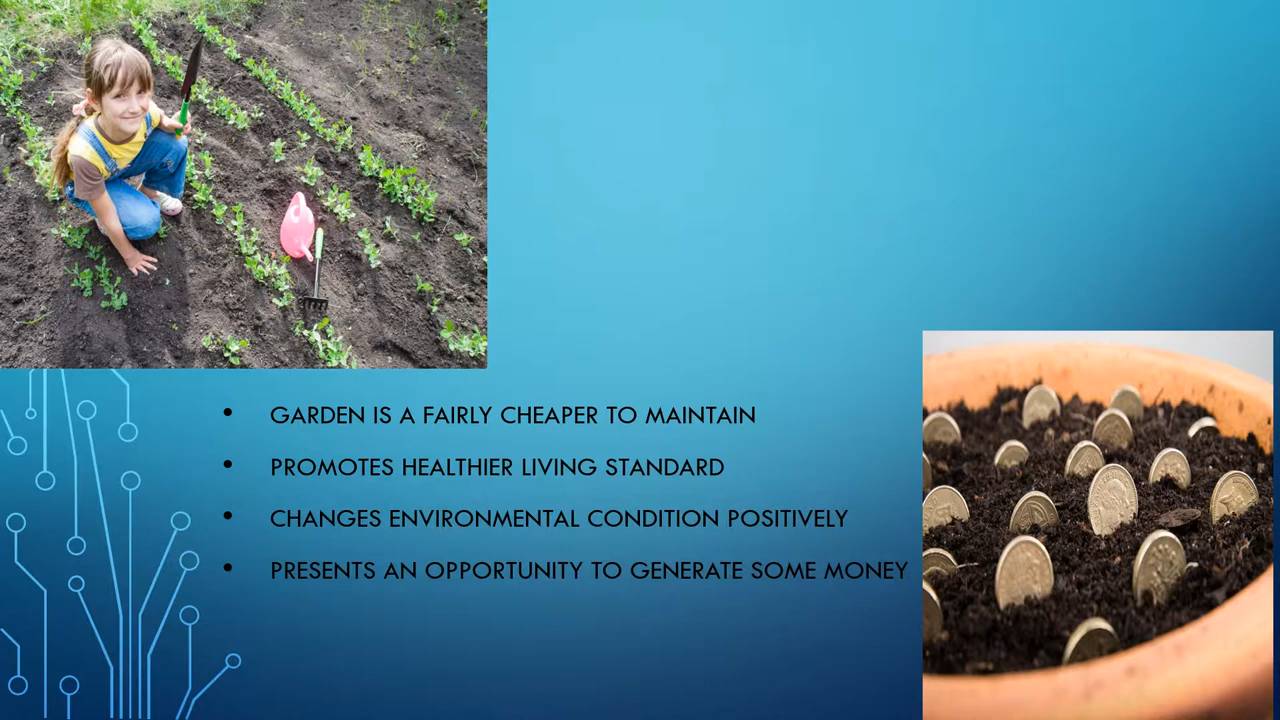 • GARDEN IS A FAIRLY CHEAPER TO MAINTAIN
• PROMOTES HEALTHIER LIVING STANDARD
• CHANGES ENVIRONMENTAL CONDITION POSITIVELY
• PRESENTS AN OPPORTUNITY TO GENERATE SOME MONEY